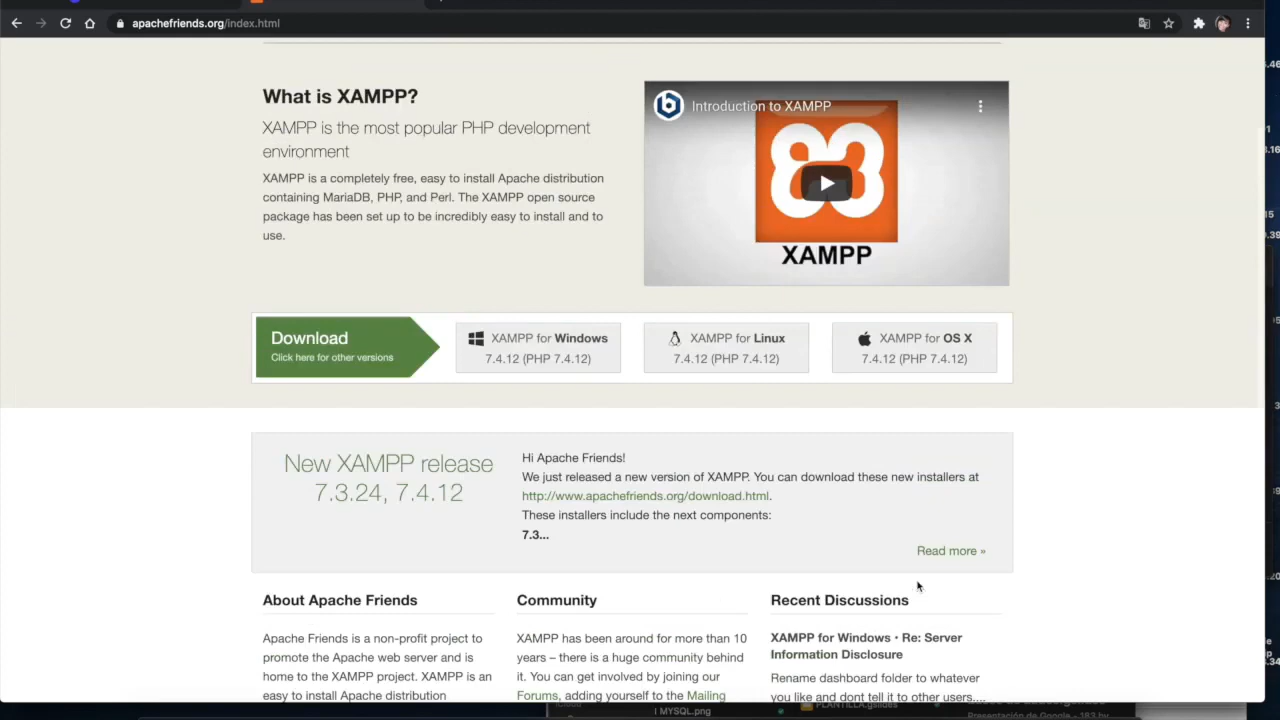 apachefriends.org/index.html
What is XAMPP?
XAMPP is the most popular PHP development
environment
XAMPP is a completely free, easy to install Apache distribution
containing MariaDB, PHP, and Perl. The XAMPP open source
package has been set up to be incredibly easy to install and to
use.
Introduction to XAMPP
XAMPP
Download
Click here for other versions
XAMPP for Windows
7.4.12 (PHP 7.4.12)
XAMPP for Linux
7.4.12 (PHP 7.4.12)
XAMPP for OS X
7.4.12 (PHP 7.4.12)
New XAMPP release
7.3.24, 7.4.12
Hi Apache Friends!
We just released a new version of XAMPP. You can download these new installers at
http://www.apachefriends.org/download.html.
These installers include the next components:
7.3...
Read more »
About Apache Friends
Apache Friends is a non-profit project to
promote the Apache web server and is
home to the XAMPP project. XAMPP is an
easy to install Apache distribution
Community
XAMPP has been around for more than 10
years – there is a huge community behind
it. You can get involved by joining our
Forums, adding yourself to the Mailing
Recent Discussions
XAMPP for Windows • Re: Server
Information Disclosure
Rename dashboard folder to whatever
you like and dont tell it to other users....
MYSQL.png
PLANTILLA.gslides